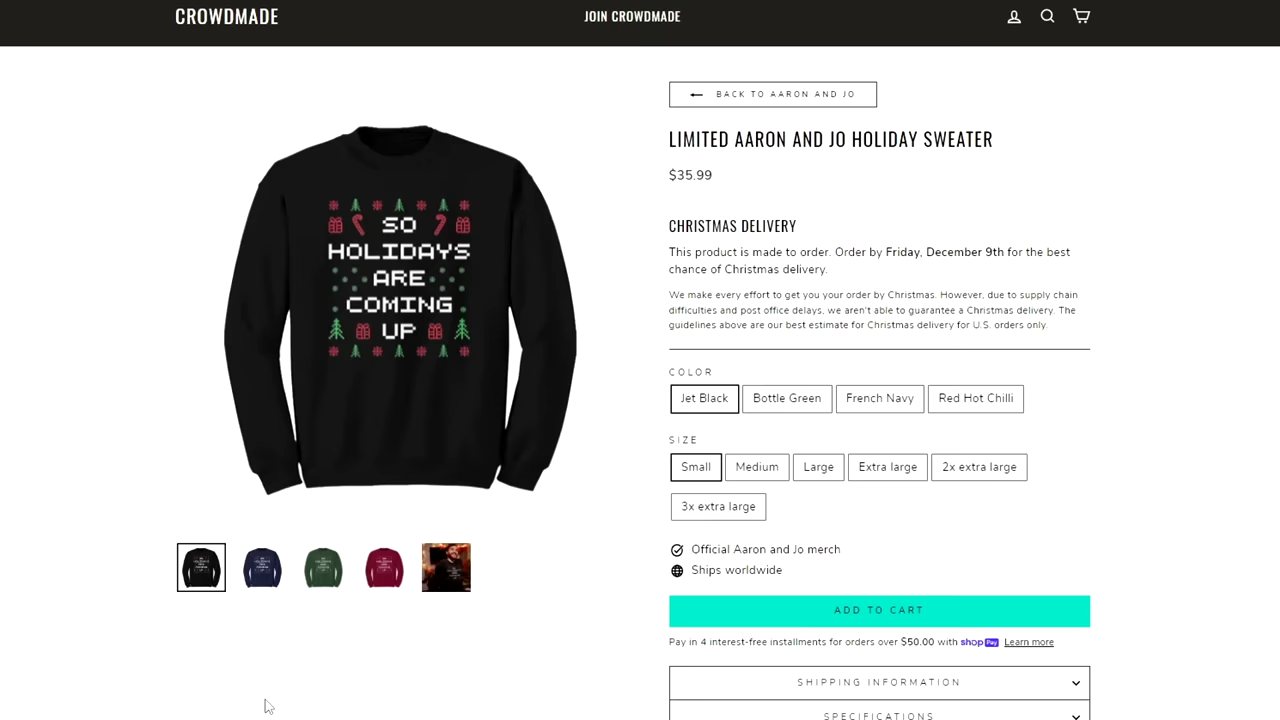 CROWDMADE
JOIN CROWDMADE
SO
HOLIDAYS
ARE
COMING
UP
BACK TO AARON AND JO
LIMITED AARON AND JO HOLIDAY SWEATER
$35.99
CHRISTMAS DELIVERY
This product is made to order. Order by Friday, December 9th for the best
chance of Christmas delivery.
We make every effort to get you your order by Christmas. However, due to supply chain
difficulties and post office delays, we aren't able to guarantee a Christmas delivery. The
guidelines above are our best estimate for Christmas delivery for U.S. orders only.
COLOR
Jet Black Bottle Green French Navy Red Hot Chilli
SIZE
Small Medium Large Extra large 2x extra large
3x extra large
Official Aaron and Jo merch
Ships worldwide
ADD TO CART
Pay in 4 interest-free installments for orders over $50.00 with shop Pay Learn more
SHIPPING INFORMATION
SPECIFICATIONS